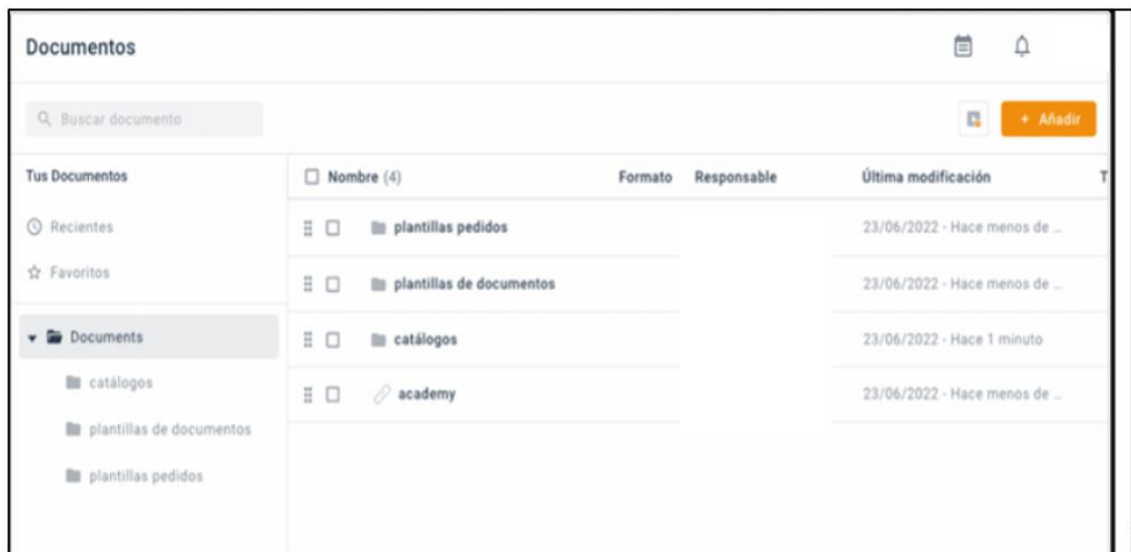 Documentos
Buscar documento
+ Añadir
Tus Documentos
Nombre (4) Formato Responsable Última modificación T
Recientes
Favoritos
plantillas pedidos 23/06/2022 - Hace menos de ...
plantillas de documentos 23/06/2022 - Hace menos de ...
Documents
catálogos 23/06/2022 - Hace 1 minuto
academy 23/06/2022 - Hace menos de ...
catálogos
plantillas de documentos
plantillas pedidos